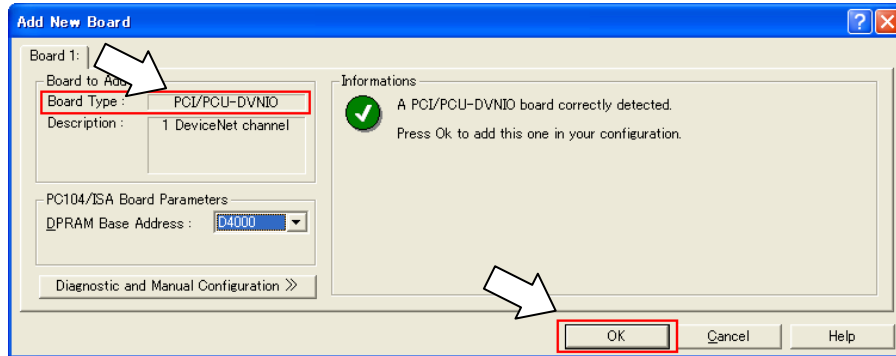 Add New Board
Board 1:
Board to Add
Board Type : PCI/PCU-DVNIO
Description : 1 DeviceNet channel
PC104/ISA Board Parameters
DPRAM Base Address : D4000
Diagnostic and Manual Configuration >>
Informations
A PCI/PCU-DVNIO board correctly detected.
Press Ok to add this one in your configuration.
OK Cancel Help